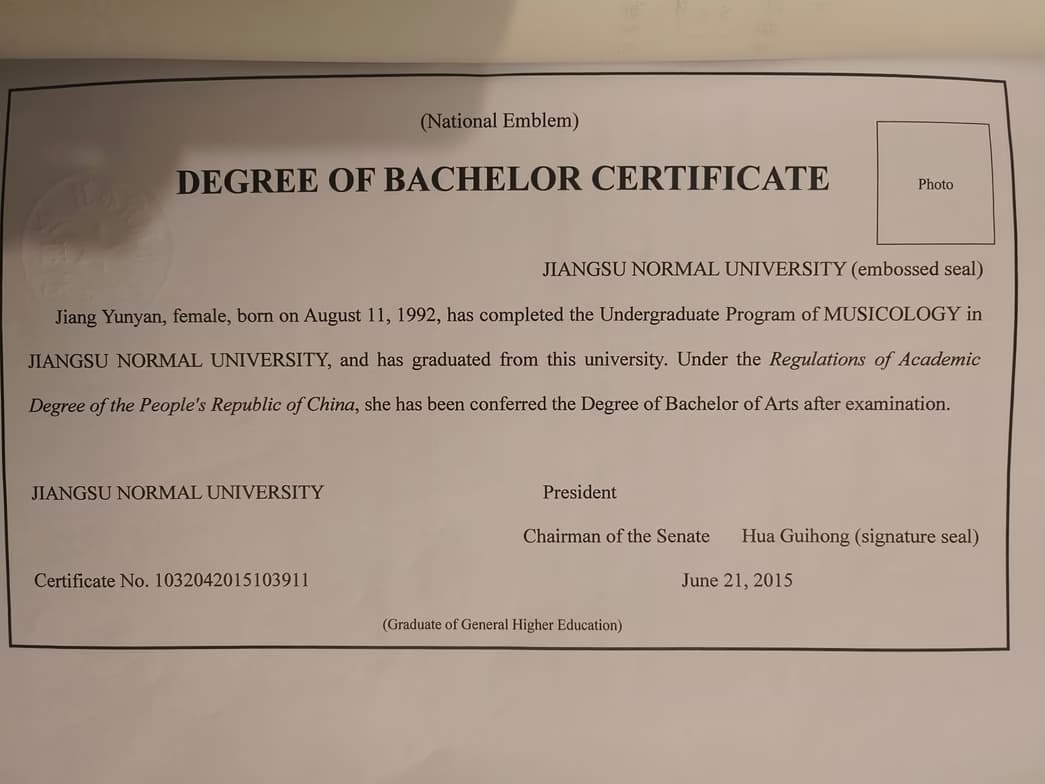 (National Emblem)
DEGREE OF BACHELOR CERTIFICATE
Photo
JIANGSU NORMAL UNIVERSITY (embossed seal)
Jiang Yunyan, female, born on August 11, 1992, has completed the Undergraduate Program of MUSICOLOGY in
JIANGSU NORMAL UNIVERSITY, and has graduated from this university. Under the Regulations of Academic
Degree of the People's Republic of China, she has been conferred the Degree of Bachelor of Arts after examination.
JIANGSU NORMAL UNIVERSITY President
Chairman of the Senate Hua Guihong (signature seal)
Certificate No. 1032042015103911 June 21, 2015
(Graduate of General Higher Education)